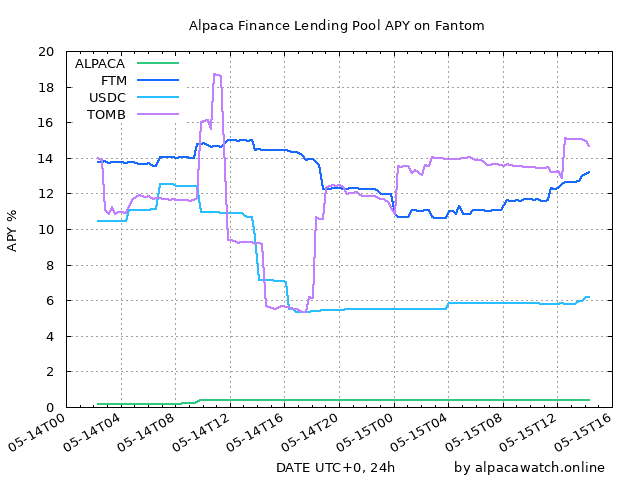 Alpaca Finance Lending Pool APY on Fantom
ALPACA
FTM
USDC
TOMB
APY %
20
18
16
14
12
10
8
6
4
2
0
05-14T00
05-14T04
05-14T08
05-14T12
05-14T16
05-14T20
05-15T00
05-15T04
05-15T08
05-15T12
05-15T16
DATE UTC+0, 24h
by alpacawatch.online